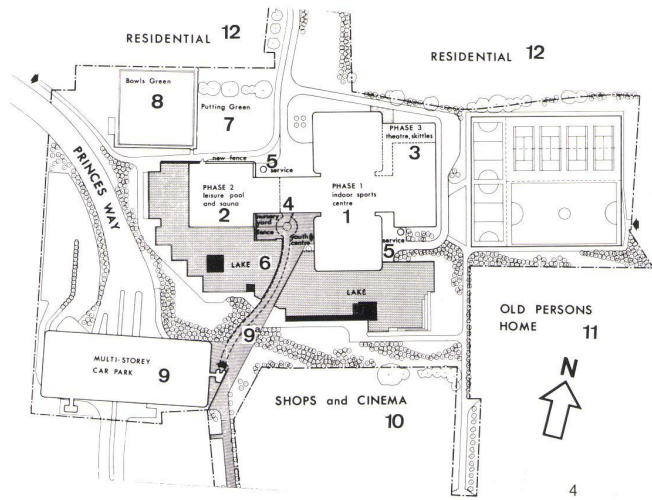 RESIDENTIAL 12
RESIDENTIAL 12
Bowls Green
8
Putting Green
7
PHASE 3
theatre, skittles
3
new fence
5
service
PRINCES WAY
PHASE 2
leisure pool
and sauna
2
4
PHASE 1
indoor sports
centre
1
nursery
yard
fence
youth
centre
service
5
LAKE
6
LAKE
OLD PERSONS
HOME 11
9a
MULTI-STOREY
CAR PARK 9
N
SHOPS and CINEMA
10
4